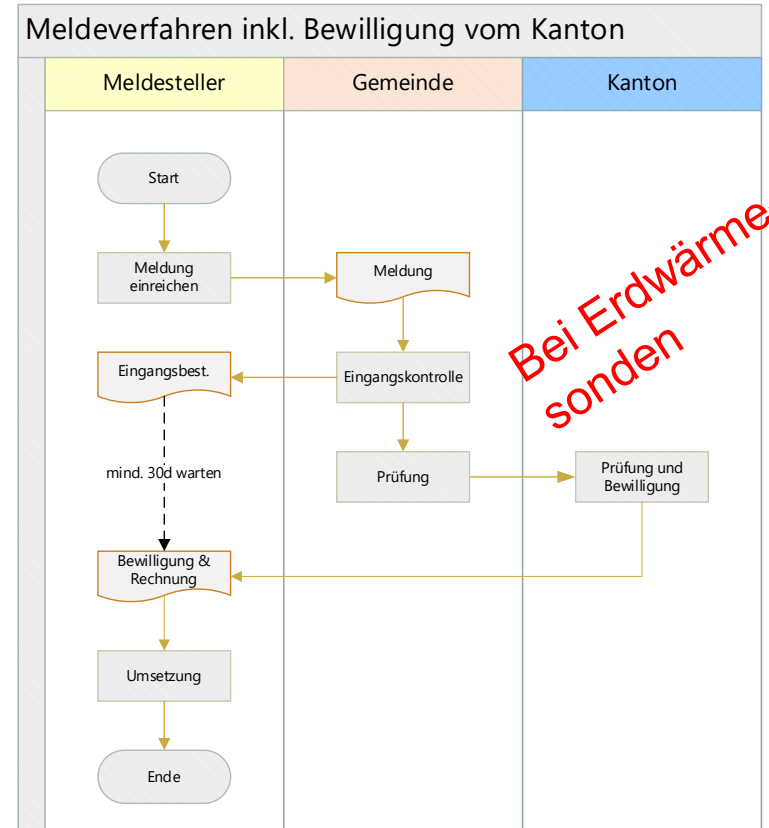 Meldeverfahren inkl. Bewilligung vom Kanton
Meldesteller
Gemeinde
Kanton
Start
Meldung
einreichen
Meldung
Bei Erdwärme
sonden
Eingangsbest.
Eingangskontrolle
mind. 30d warten
Prüfung
Prüfung und
Bewilligung
Bewilligung &
Rechnung
Umsetzung
Ende